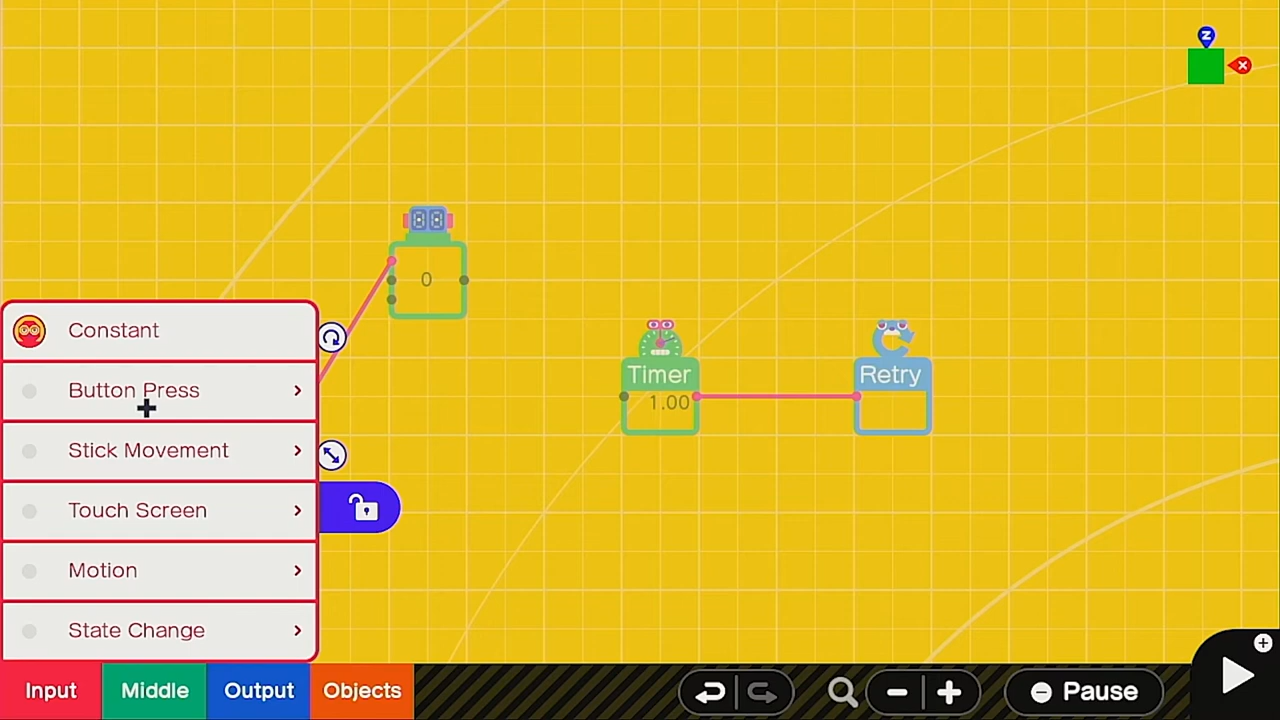 Z
X
88
0
Constant
Button Press
Stick Movement
Touch Screen
Motion
State Change
Timer
1.00
Retry
Input
Middle
Output
Objects
Pause